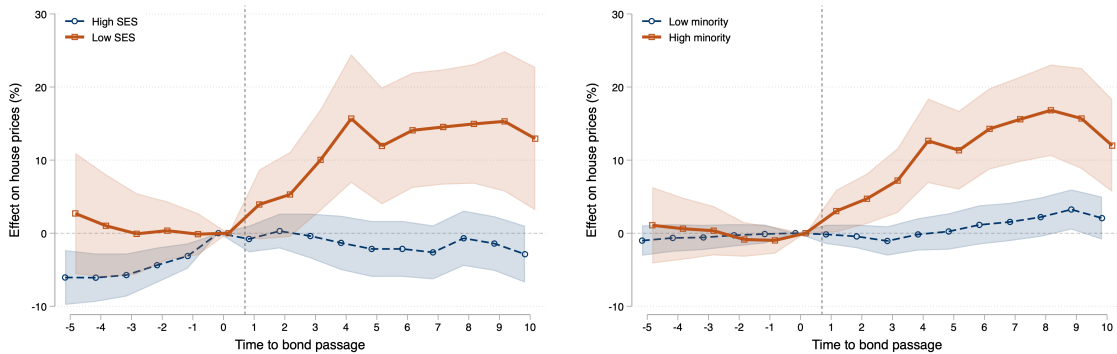 Effect on house prices (%)
30
20
10
0
-10
High SES
Low SES
-5 -4 -3 -2 -1 0 1 2 3 4 5 6 7 8 9 10
Time to bond passage
Effect on house prices (%)
30
20
10
0
-10
Low minority
High minority
-5 -4 -3 -2 -1 0 1 2 3 4 5 6 7 8 9 10
Time to bond passage